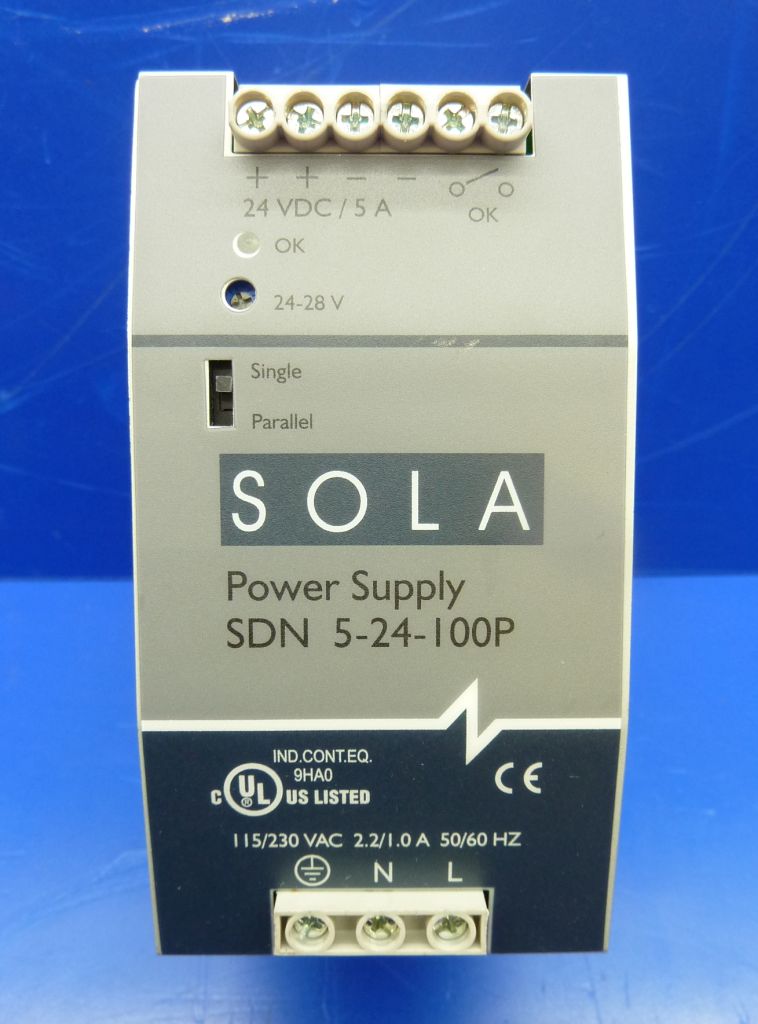 + + − −
24 VDC / 5 A
OK
OK
24-28 V
Single
Parallel
SOLA
Power Supply
SDN 5-24-100P
IND.CONT.EQ.
9HA0
C UL ® US LISTED
CE
115/230 VAC 2.2/1.0 A 50/60 HZ
N L